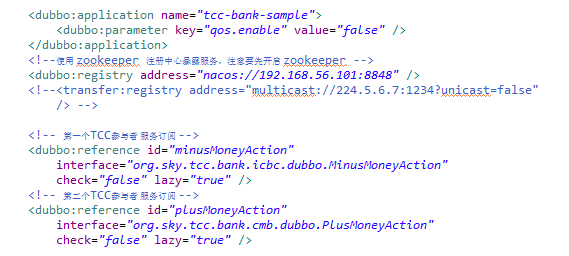 <dubbo:application name="tcc-bank-sample">
<dubbo:parameter key="qos.enable" value="false" />
</dubbo:application>
<!--使用 zookeeper 注册中心暴露服务，注意要先开启 zookeeper -->
<dubbo:registry address="nacos://192.168.56.101:8848" />
<!--<transfer:registry address="multicast://224.5.6.7:1234?unicast=false"
/> -->
<!-- 第一个TCC参与者 服务订阅 -->
<dubbo:reference id="minusMoneyAction"
interface="org.sky.tcc.bank.icbc.dubbo.MinusMoneyAction"
check="false" lazy="true" />
<!-- 第二个TCC参与者 服务订阅 -->
<dubbo:reference id="plusMoneyAction"
interface="org.sky.tcc.bank.cmb.dubbo.PlusMoneyAction"
check="false" lazy="true" />